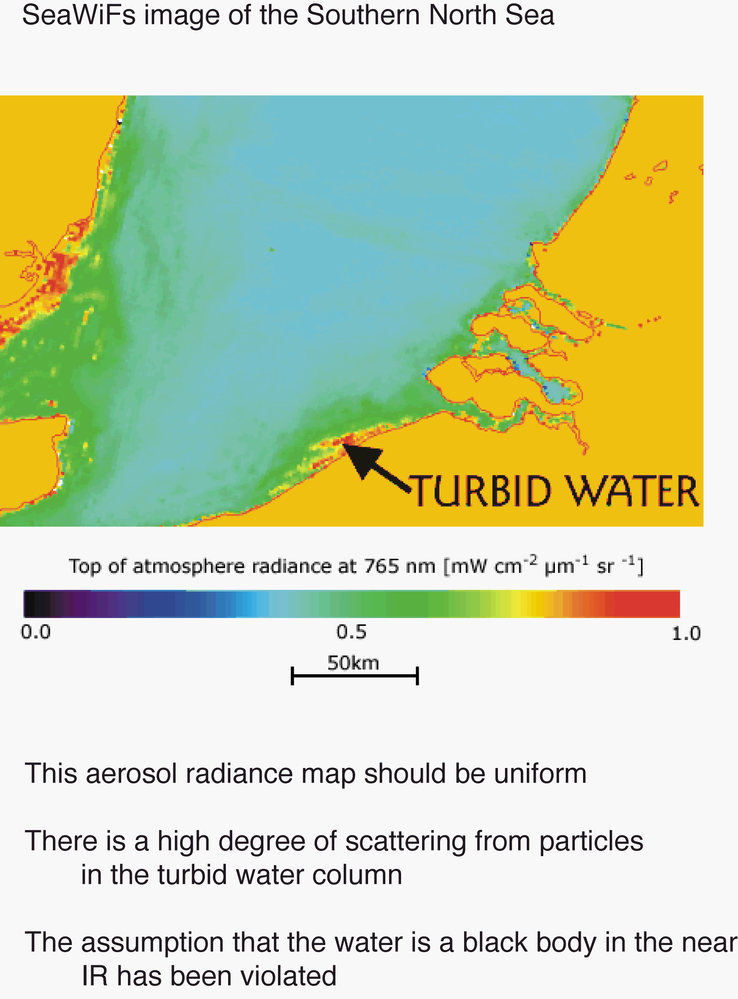 SeaWiFs image of the Southern North Sea
TURBID WATER
Top of atmosphere radiance at 765 nm [mW cm⁻² µm⁻¹ sr ⁻¹]
0.0 0.5 1.0
50km
This aerosol radiance map should be uniform
There is a high degree of scattering from particles
in the turbid water column
The assumption that the water is a black body in the near
IR has been violated